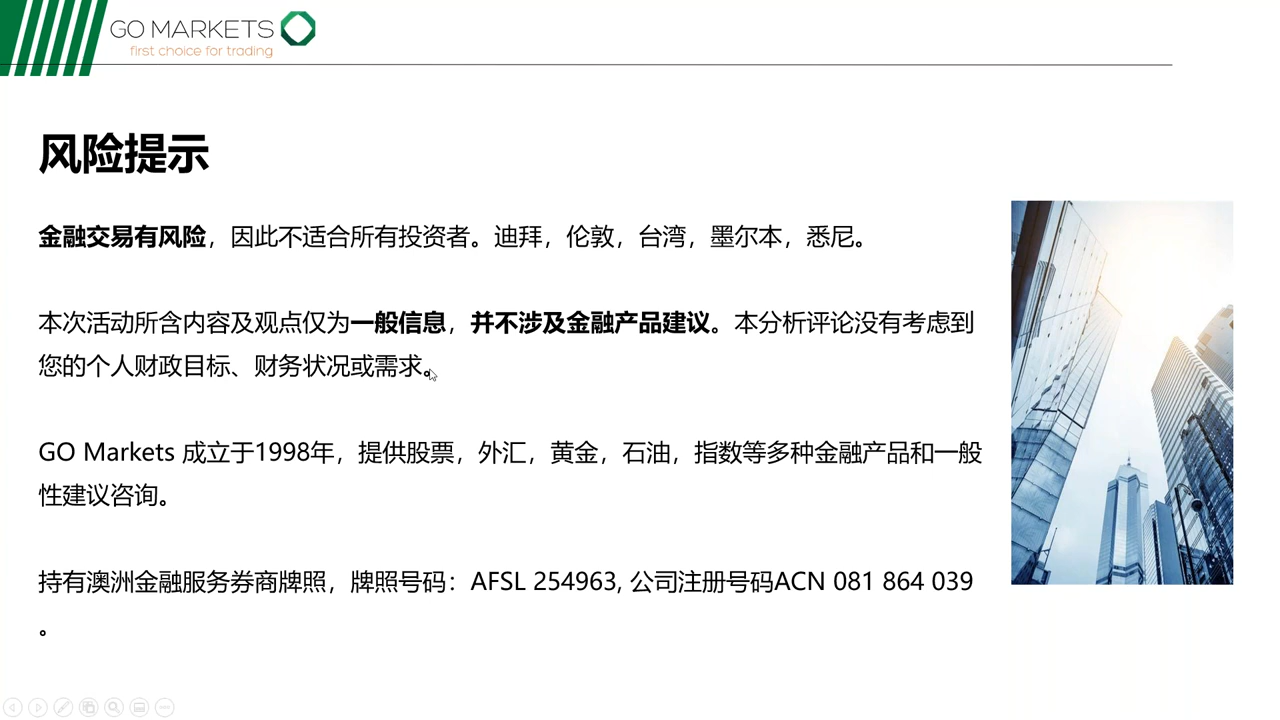 GO MARKETS
first choice for trading
风险提示
金融交易有风险，因此不适合所有投资者。迪拜，伦敦，台湾，墨尔本，悉尼。
本次活动所含内容及观点仅为一般信息，并不涉及金融产品建议。本分析评论没有考虑到
您的个人财政目标、财务状况或需求。
GO Markets 成立于1998年，提供股票，外汇，黄金，石油，指数等多种金融产品和一般
性建议咨询。
持有澳洲金融服务券商牌照，牌照号码：AFSL 254963, 公司注册号码ACN 081 864 039
。